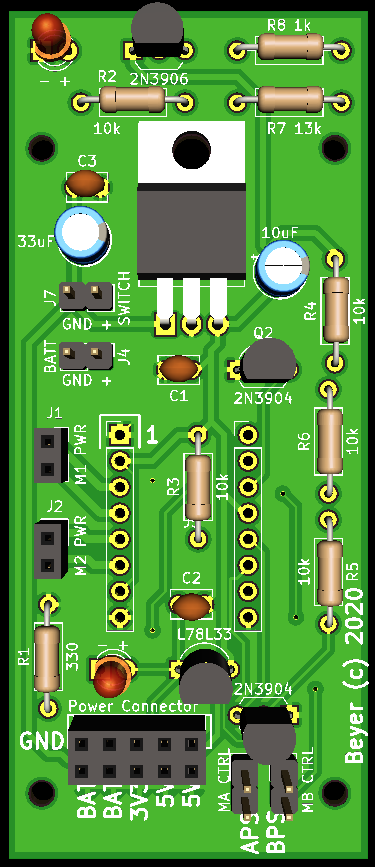 R8 1k
- +
2N3906
R2
10k
R7 13k
C3
33uF
10uF
J7
SWITCH
GND +
R4
10k
BATT
J4
GND +
Q2
C1
2N3904
J1
PWR
M1
1
R6
10k
R3
10k
J2
PWR
M2
10k
R5
C2
R1
330
- +
L78L33
2N3904
Power Connector
GND
MA CTRL
MB CTRL
Beyer (c) 2020
BAT
BAT
3V3
5V
5V
APS
BPS